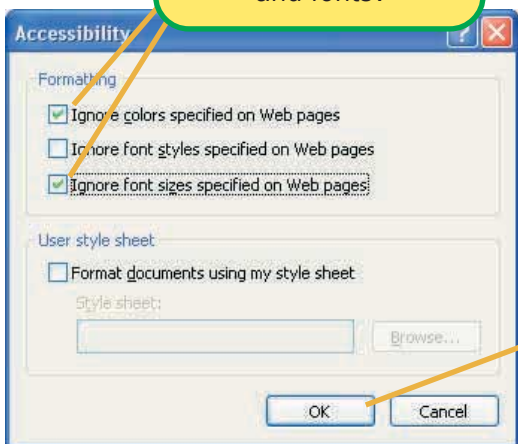 and fonts.
Accessibility
Formatting
Ignore colors specified on Web pages
Ignore font styles specified on Web pages
Ignore font sizes specified on Web pages
User style sheet
Format documents using my style sheet
Style sheet:
Browse...
OK
Cancel